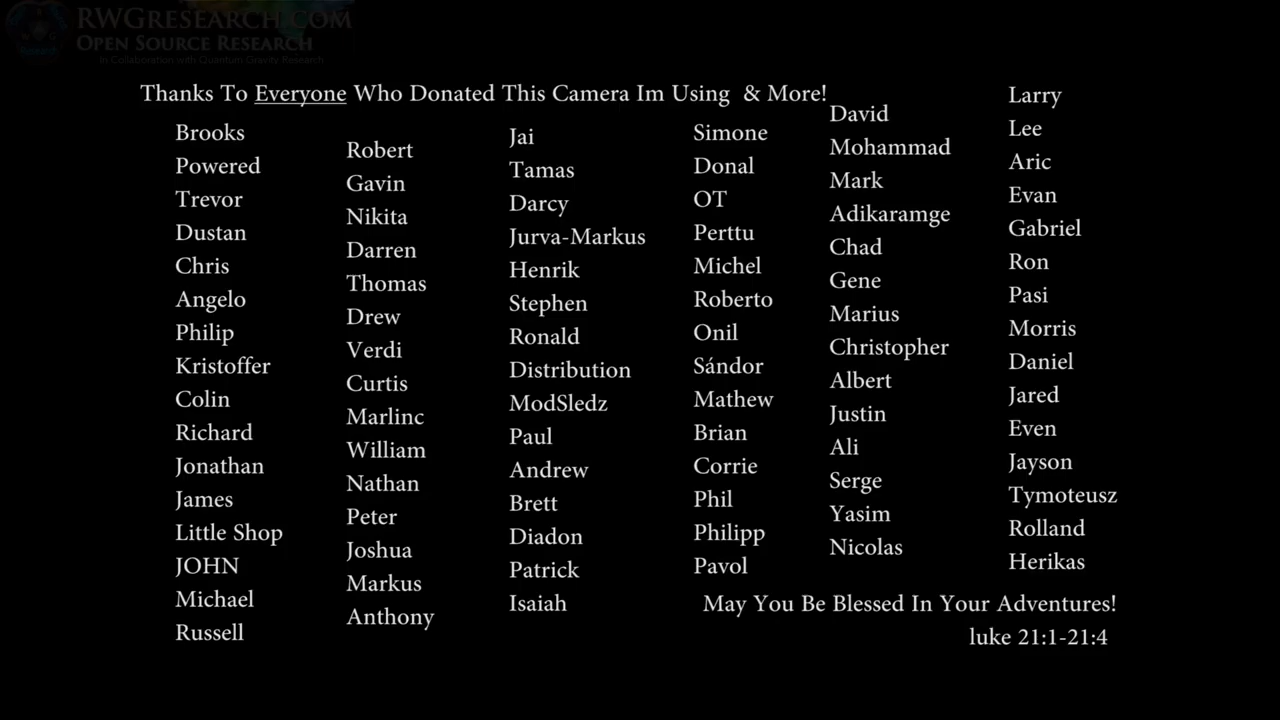 RWGresearch.com
Open Source Research
In Collaboration with Quantum Gravity Research
Thanks To Everyone Who Donated This Camera Im Using & More!
Brooks
Powered
Trevor
Dustan
Chris
Angelo
Philip
Kristoffer
Colin
Richard
Jonathan
James
Little Shop
JOHN
Michael
Russell
Robert
Gavin
Nikita
Darren
Thomas
Drew
Verdi
Curtis
Marlinc
William
Nathan
Peter
Joshua
Markus
Anthony
Jai
Tamas
Darcy
Jurva-Markus
Henrik
Stephen
Ronald
Distribution
ModSledz
Paul
Andrew
Brett
Diadon
Patrick
Isaiah
Simone
Donal
OT
Perttu
Michel
Roberto
Onil
Sándor
Mathew
Brian
Corrie
Phil
Philipp
Pavol
David
Mohammad
Mark
Adikaramge
Chad
Gene
Marius
Christopher
Albert
Justin
Ali
Serge
Yasim
Nicolas
Larry
Lee
Aric
Evan
Gabriel
Ron
Pasi
Morris
Daniel
Jared
Even
Jayson
Tymoteusz
Rolland
Herikas
May You Be Blessed In Your Adventures!
luke 21:1-21:4